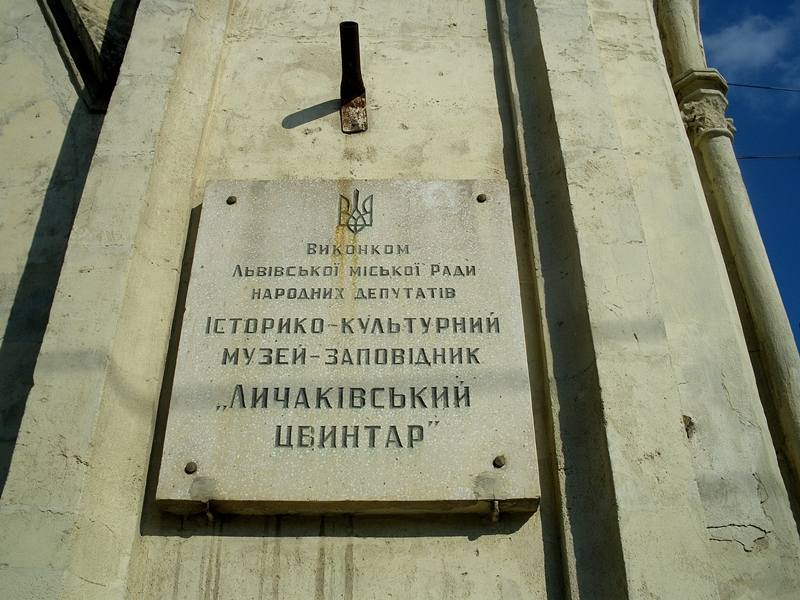 Виконком
Львівської міської Ради
народних депутатів
Історико-культурний
музей-заповідник
„Личаківський
цвинтар”